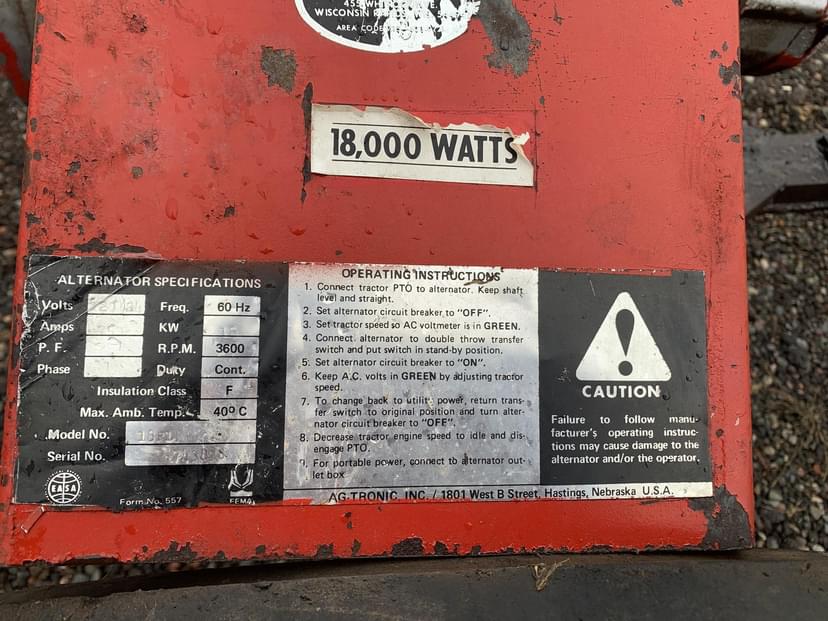 WISCONSIN
AREA CODE
18,000 WATTS
ALTERNATOR SPECIFICATIONS
Volts
Freq. 60 Hz
Amps
KW
P. F.
R.P.M. 3600
Phase
Duty Cont.
Insulation Class F
Max. Amb. Temp. 40° C
Model No.
Serial No.
EASA
Form No. 557
FEMA
OPERATING INSTRUCTIONS
1. Connect tractor PTO to alternator. Keep shaft
level and straight.
2. Set alternator circuit breaker to "OFF".
3. Set tractor speed so AC voltmeter is in GREEN.
4. Connect alternator to double throw transfer
switch and put switch in stand-by position.
5. Set alternator circuit breaker to "ON".
6. Keep A.C. volts in GREEN by adjusting tractor
speed.
7. To change back to utility power, return trans-
fer switch to original position and turn alter-
nator circuit breaker to "OFF".
8. Decrease tractor engine speed to idle and dis-
engage PTO.
9. For portable power, connect to alternator out-
let box
AG-TRONIC, INC. / 1801 West B Street, Hastings, Nebraska U.S.A.
CAUTION
Failure to follow manu-
facturer's operating instruc-
tions may cause damage to the
alternator and/or the operator.